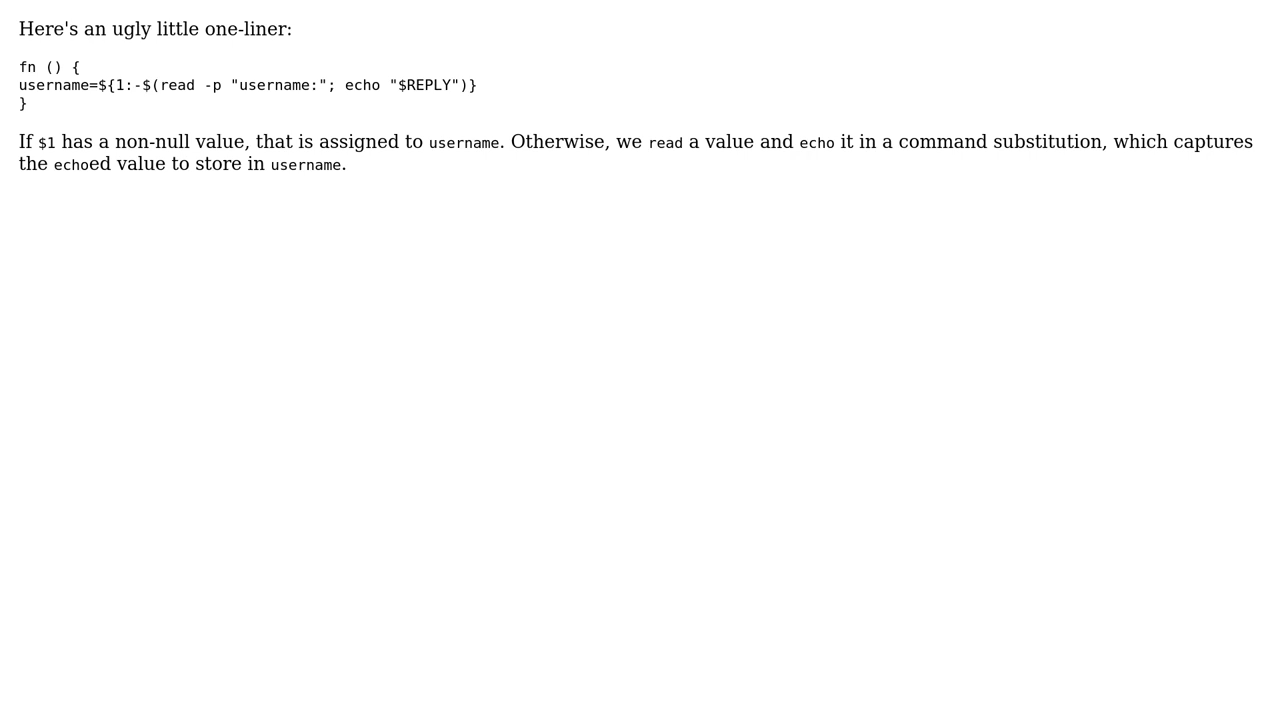 Here's an ugly little one-liner:
fn () {
username=${1:-$(read -p "username:"; echo "$REPLY")}
}
If $1 has a non-null value, that is assigned to username. Otherwise, we read a value and echo it in a command substitution, which captures
the echoed value to store in username.